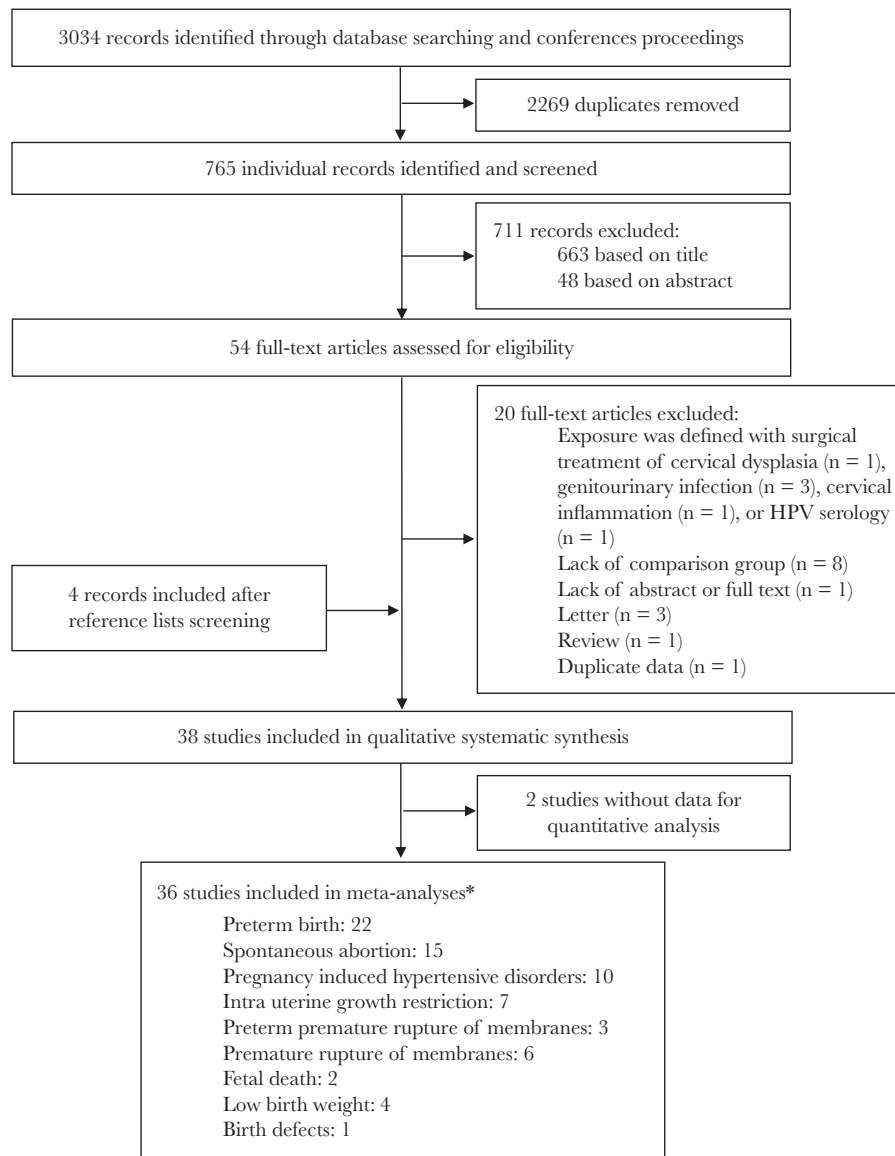 3034 records identified through database searching and conferences proceedings
2269 duplicates removed
765 individual records identified and screened
711 records excluded:
663 based on title
48 based on abstract
54 full-text articles assessed for eligibility
20 full-text articles excluded:
Exposure was defined with surgical
treatment of cervical dysplasia (n = 1),
genitourinary infection (n = 3), cervical
inflammation (n = 1), or HPV serology
(n = 1)
Lack of comparison group (n = 8)
Lack of abstract or full text (n = 1)
Letter (n = 3)
Review (n = 1)
Duplicate data (n = 1)
4 records included after
reference lists screening
38 studies included in qualitative systematic synthesis
2 studies without data for
quantitative analysis
36 studies included in meta-analyses*
Preterm birth: 22
Spontaneous abortion: 15
Pregnancy induced hypertensive disorders: 10
Intra uterine growth restriction: 7
Preterm premature rupture of membranes: 3
Premature rupture of membranes: 6
Fetal death: 2
Low birth weight: 4
Birth defects: 1